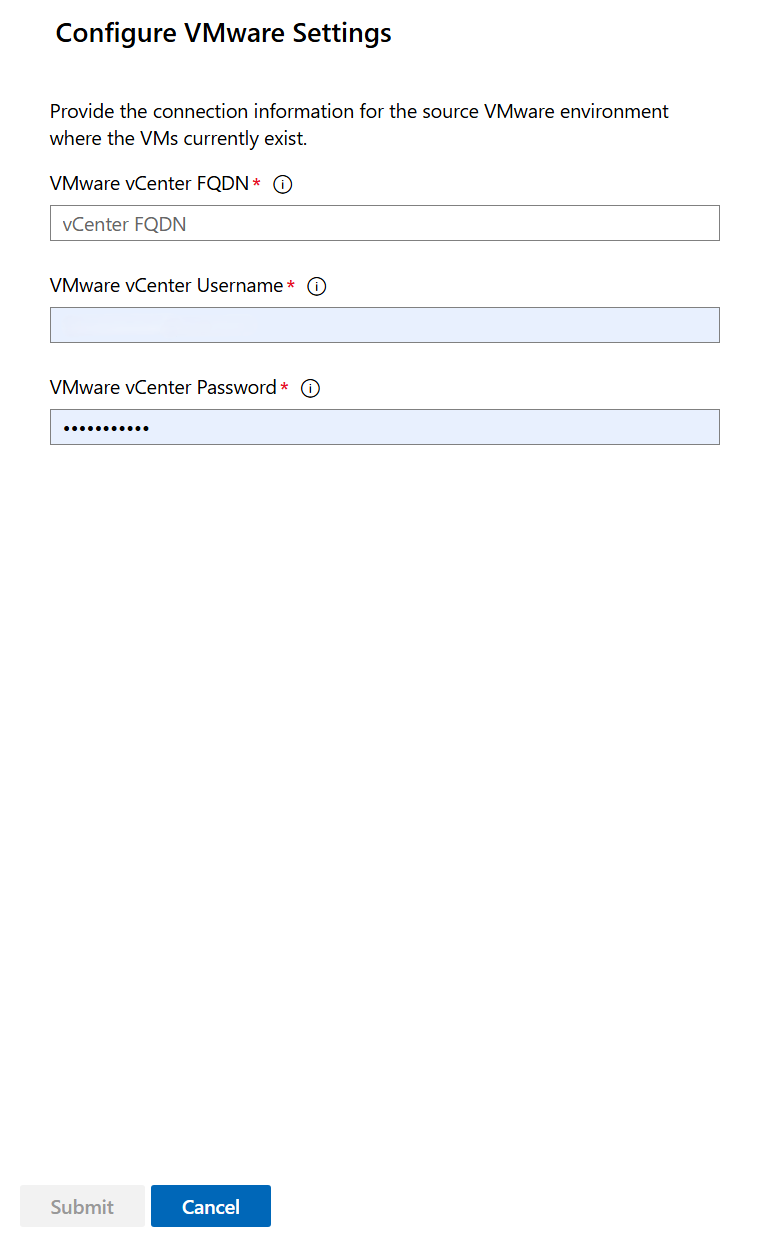 Configure VMware Settings
Provide the connection information for the source VMware environment
where the VMs currently exist.
VMware vCenter FQDN*
vCenter FQDN
VMware vCenter Username*
VMware vCenter Password*
•••••••••••
Submit
Cancel